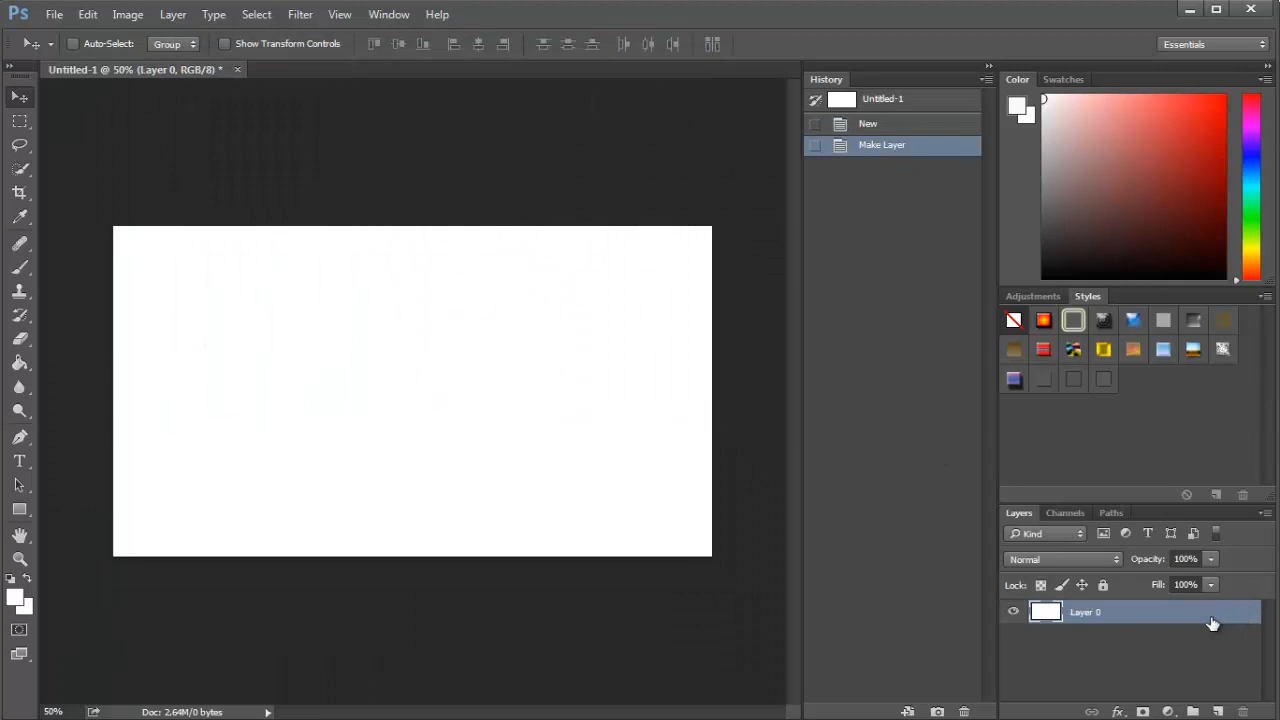 Ps File Edit Image Layer Type Select Filter View Window Help
Auto-Select: Group Show Transform Controls Essentials
Untitled-1 @ 50% (Layer 0, RGB/8) *
History
Untitled-1
New
Make Layer
Color Swatches
Adjustments Styles
Layers Channels Paths
Kind
Normal Opacity: 100%
Lock: Fill: 100%
Layer 0
fx
50% Doc: 2.64M/0 bytes